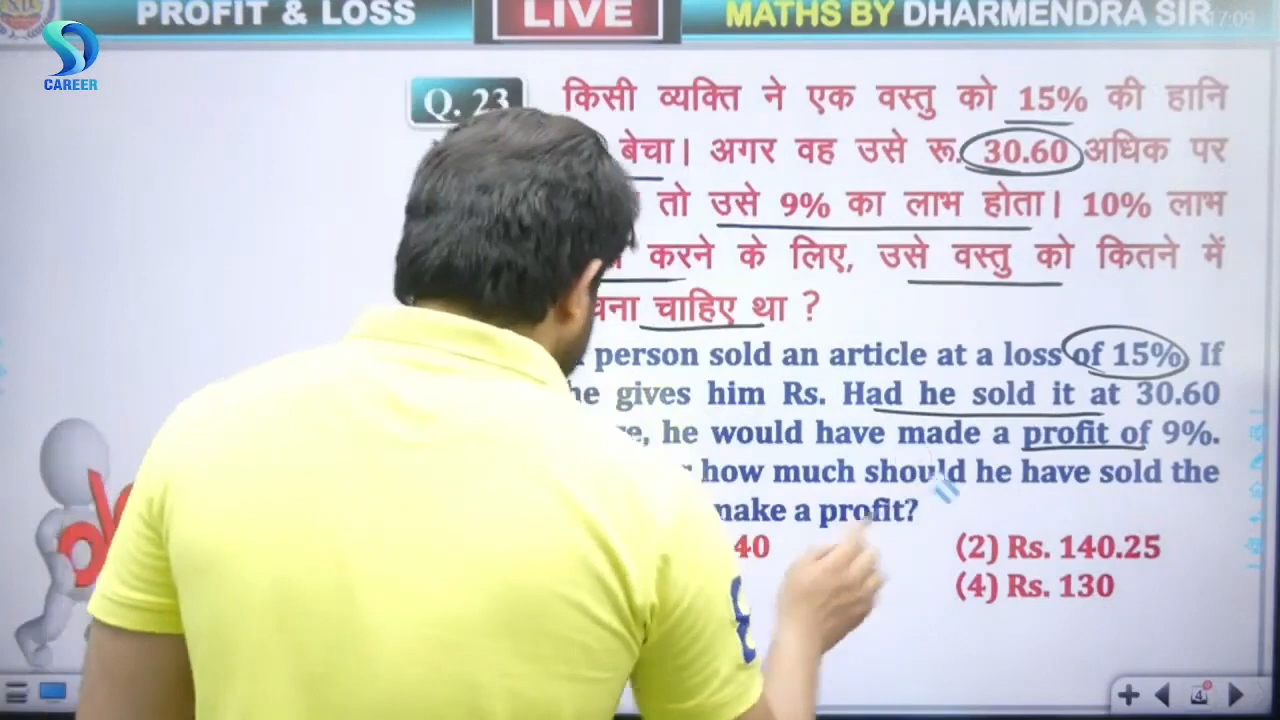 PROFIT & LOSS
LIVE
MATHS BY DHARMENDRA SIR
17:09
CAREER
Q. 23
किसी व्यक्ति ने एक वस्तु को 15% की हानि
बेचा। अगर वह उसे रू. 30.60 अधिक पर
तो उसे 9% का लाभ होता। 10% लाभ
करने के लिए, उसे वस्तु को कितने में
चाहिए था ?
person sold an article at a loss of 15% If
he gives him Rs. Had he sold it at 30.60
he would have made a profit of 9%.
how much should he have sold the
make a profit?
40
(2) Rs. 140.25
(4) Rs. 130
4